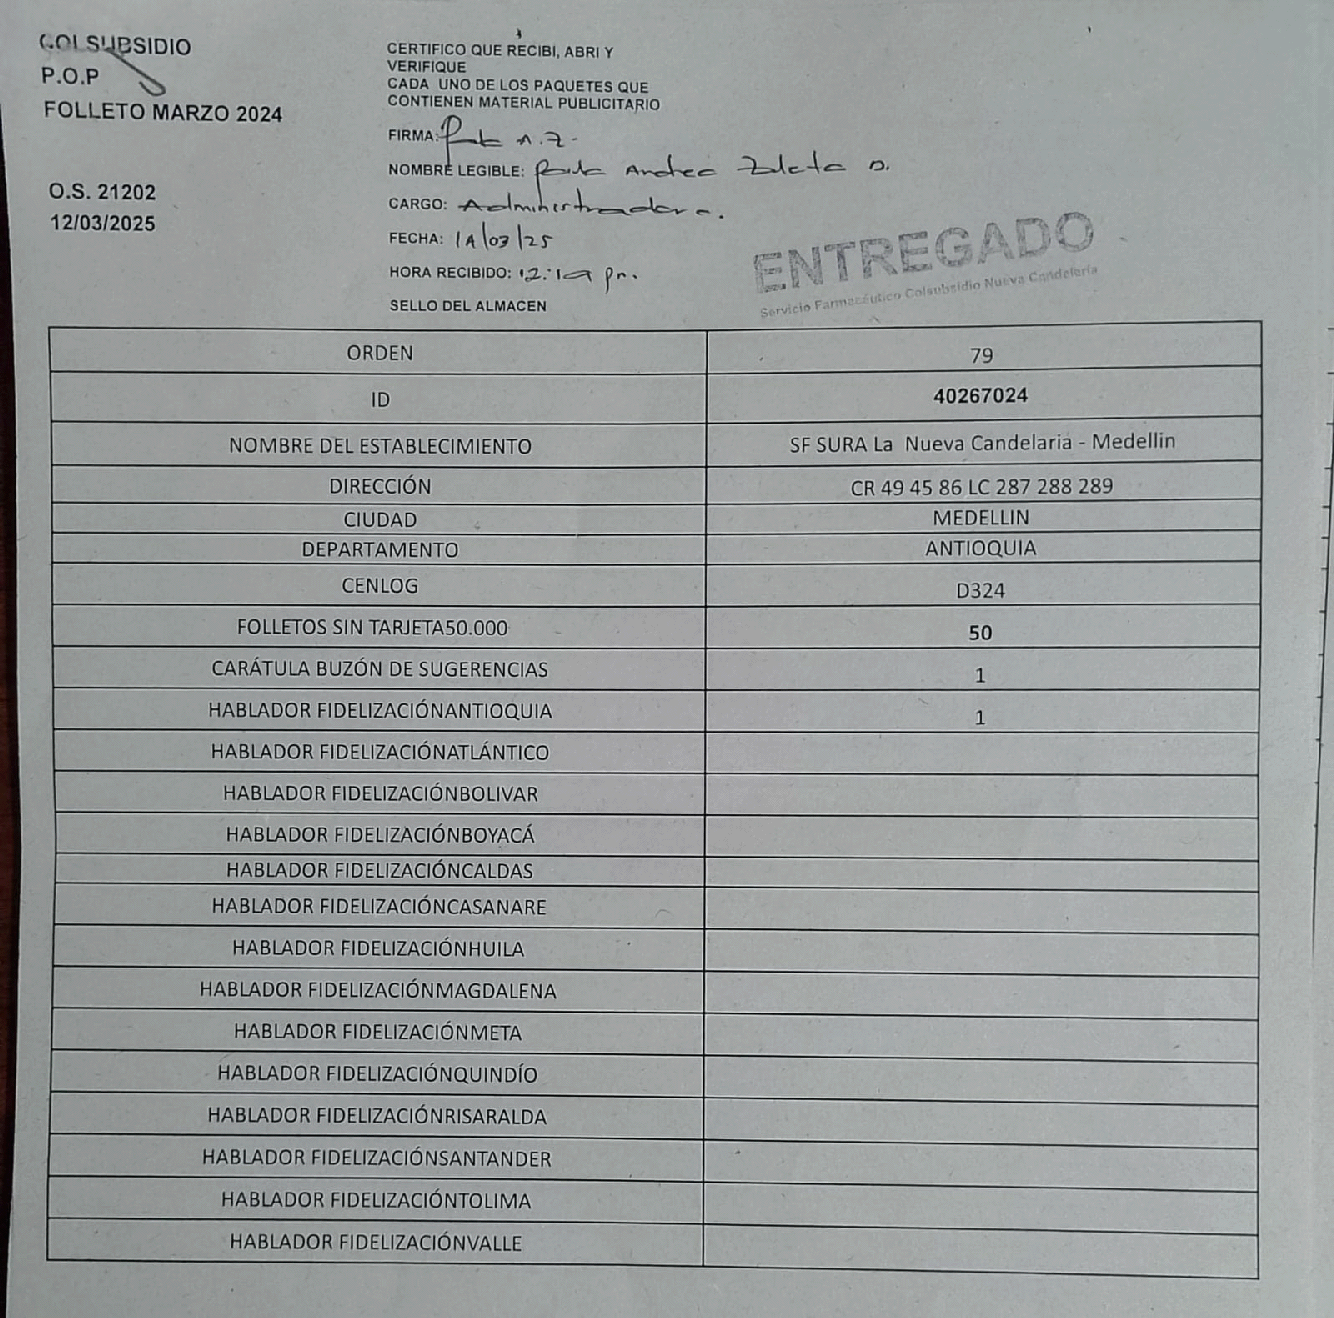 COLSUBSIDIO
P.O.P
FOLLETO MARZO 2024
O.S. 21202
12/03/2025
CERTIFICO QUE RECIBI, ABRI Y
VERIFIQUE
CADA UNO DE LOS PAQUETES QUE
CONTIENEN MATERIAL PUBLICITARIO
FIRMA: A.Z.
NOMBRE LEGIBLE: Paula Andrea Zuleta O.
CARGO: Administradora.
FECHA: 14/03/25
HORA RECIBIDO: 12:10 pm.
SELLO DEL ALMACEN
ENTREGADO
Servicio Farmacéutico Colsubsidio Nueva Candelaria
ORDEN 79
ID 40267024
NOMBRE DEL ESTABLECIMIENTO SF SURA La Nueva Candelaria - Medellin
DIRECCIÓN CR 49 45 86 LC 287 288 289
CIUDAD MEDELLIN
DEPARTAMENTO ANTIOQUIA
CENLOG D324
FOLLETOS SIN TARJETA50.000 50
CARÁTULA BUZÓN DE SUGERENCIAS 1
HABLADOR FIDELIZACIÓNANTIOQUIA 1
HABLADOR FIDELIZACIÓNATLÁNTICO
HABLADOR FIDELIZACIÓNBOLIVAR
HABLADOR FIDELIZACIÓNBOYACÁ
HABLADOR FIDELIZACIÓNCALDAS
HABLADOR FIDELIZACIÓNCASANARE
HABLADOR FIDELIZACIÓNHUILA
HABLADOR FIDELIZACIÓNMAGDALENA
HABLADOR FIDELIZACIÓNMETA
HABLADOR FIDELIZACIÓNQUINDÍO
HABLADOR FIDELIZACIÓNRISARALDA
HABLADOR FIDELIZACIÓNSANTANDER
HABLADOR FIDELIZACIÓNTOLIMA
HABLADOR FIDELIZACIÓNVALLE